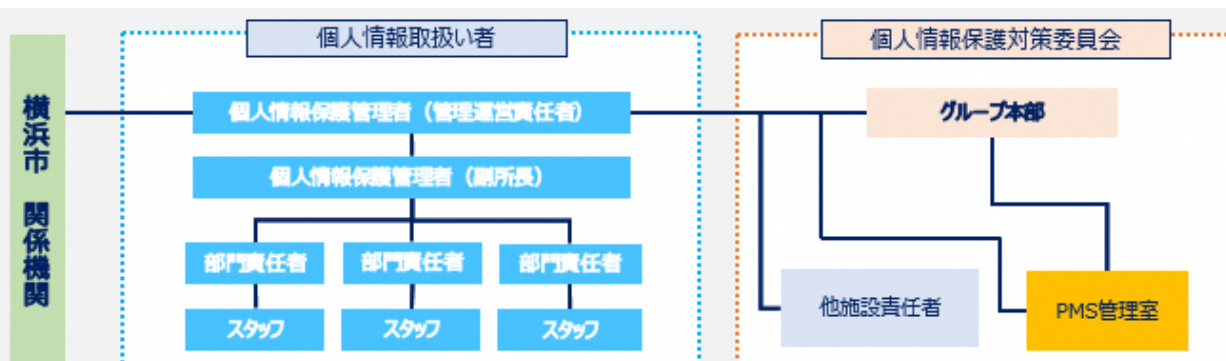 個人情報取扱い者
個人情報保護対策委員会
横浜市 関係機関
個人情報保護管理者（管理運営責任者）
グループ本部
個人情報保護管理者（副所長）
部門責任者 部門責任者 部門責任者
他施設責任者
PMS管理室
スタッフ スタッフ スタッフ